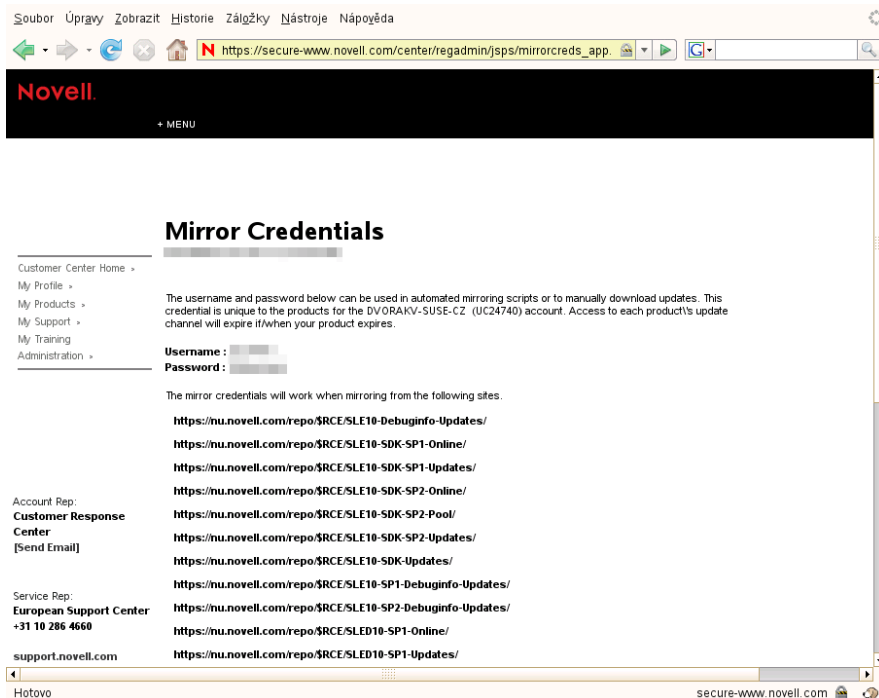 Soubor Úpravy Zobrazit Historie Záložky Nástroje Nápověda
https://secure-www.novell.com/center/regadmin/jsps/mirrorcreds_app.
Novell.
+ MENU
Mirror Credentials
Customer Center Home »
My Profile »
My Products »
My Support »
My Training
Administration »
The username and password below can be used in automated mirroring scripts or to manually download updates. This
credential is unique to the products for the DVORAKV-SUSE-CZ (UC24740) account. Access to each product\'s update
channel will expire if/when your product expires.
Username :
Password :
The mirror credentials will work when mirroring from the following sites.
https://nu.novell.com/repo/$RCE/SLE10-Debuginfo-Updates/
https://nu.novell.com/repo/$RCE/SLE10-SDK-SP1-Online/
https://nu.novell.com/repo/$RCE/SLE10-SDK-SP1-Updates/
https://nu.novell.com/repo/$RCE/SLE10-SDK-SP2-Online/
https://nu.novell.com/repo/$RCE/SLE10-SDK-SP2-Pool/
https://nu.novell.com/repo/$RCE/SLE10-SDK-SP2-Updates/
https://nu.novell.com/repo/$RCE/SLE10-SDK-Updates/
https://nu.novell.com/repo/$RCE/SLE10-SP1-Debuginfo-Updates/
https://nu.novell.com/repo/$RCE/SLE10-SP2-Debuginfo-Updates/
https://nu.novell.com/repo/$RCE/SLED10-SP1-Online/
https://nu.novell.com/repo/$RCE/SLED10-SP1-Updates/
Account Rep:
Customer Response
Center
[Send Email]
Service Rep:
European Support Center
+31 10 286 4660
support.novell.com
Hotovo
secure-www.novell.com